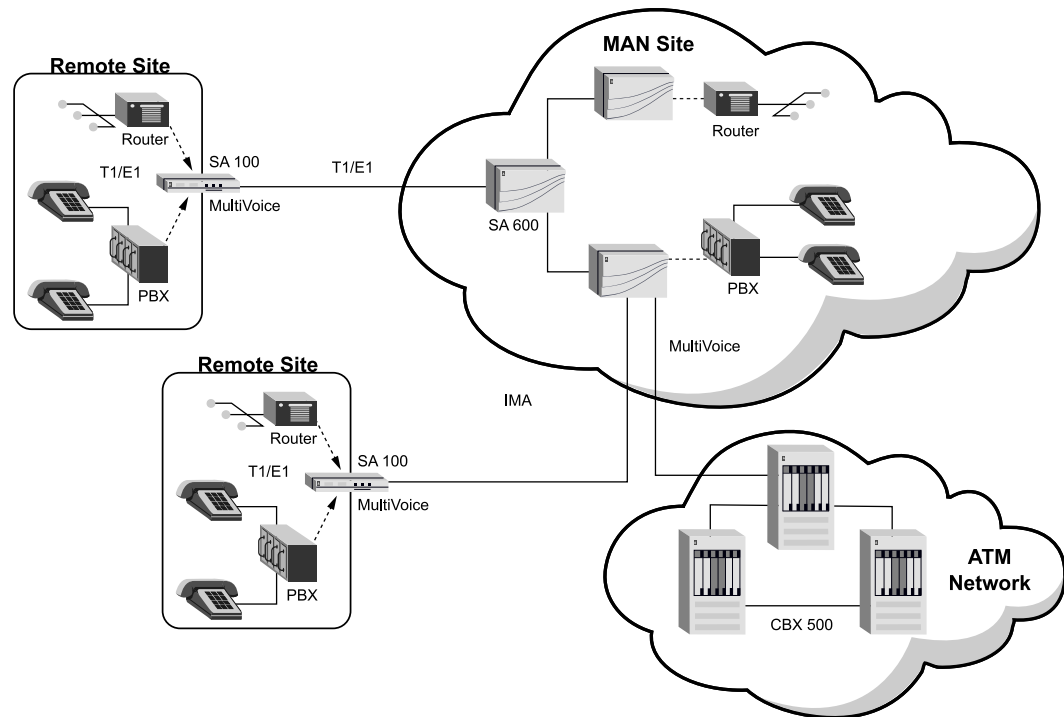 Remote Site
Router
T1/E1
SA 100
MultiVoice
PBX
T1/E1
MAN Site
Router
SA 600
PBX
MultiVoice
Remote Site
Router
T1/E1
SA 100
MultiVoice
PBX
IMA
ATM
Network
CBX 500